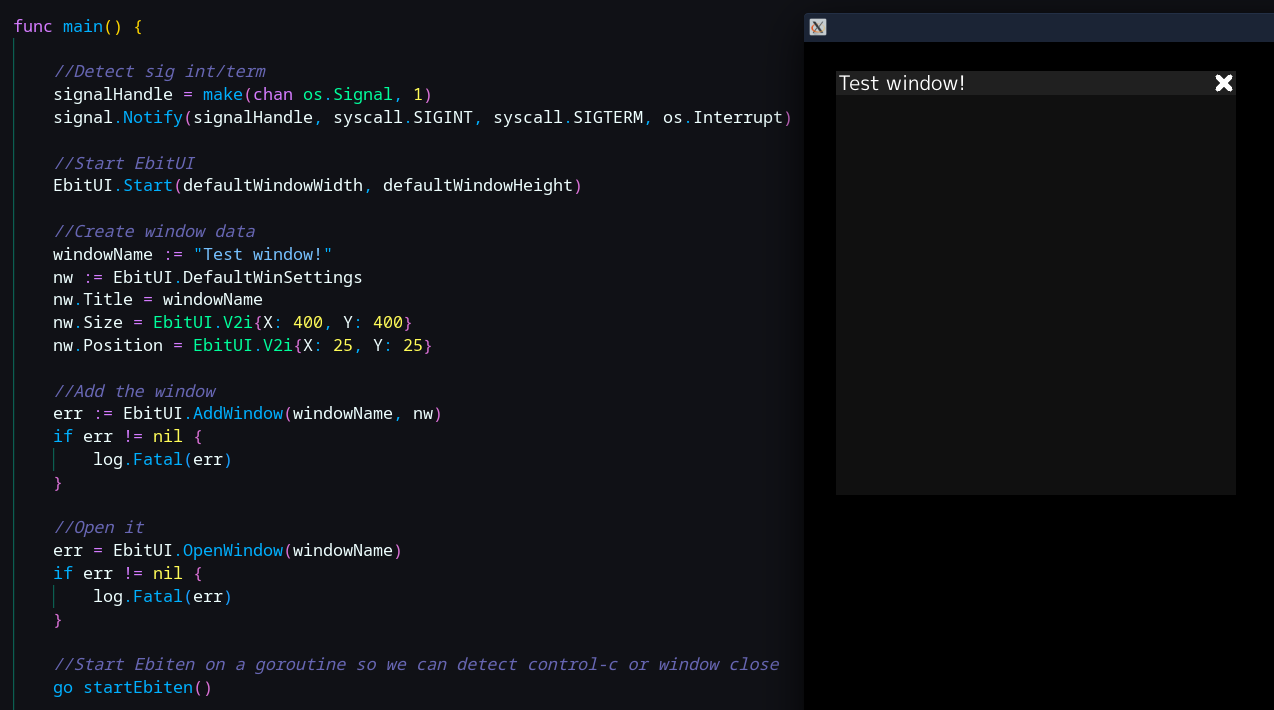 func main() {
//Detect sig int/term
signalHandle = make(chan os.Signal, 1)
signal.Notify(signalHandle, syscall.SIGINT, syscall.SIGTERM, os.Interrupt)
//Start EbitUI
EbitUI.Start(defaultWindowWidth, defaultWindowHeight)
//Create window data
windowName := "Test window!"
nw := EbitUI.DefaultWinSettings
nw.Title = windowName
nw.Size = EbitUI.V2i{X: 400, Y: 400}
nw.Position = EbitUI.V2i{X: 25, Y: 25}
//Add the window
err := EbitUI.AddWindow(windowName, nw)
if err != nil {
log.Fatal(err)
}
//Open it
err = EbitUI.OpenWindow(windowName)
if err != nil {
log.Fatal(err)
}
//Start Ebiten on a goroutine so we can detect control-c or window close
go startEbiten()
Test window!